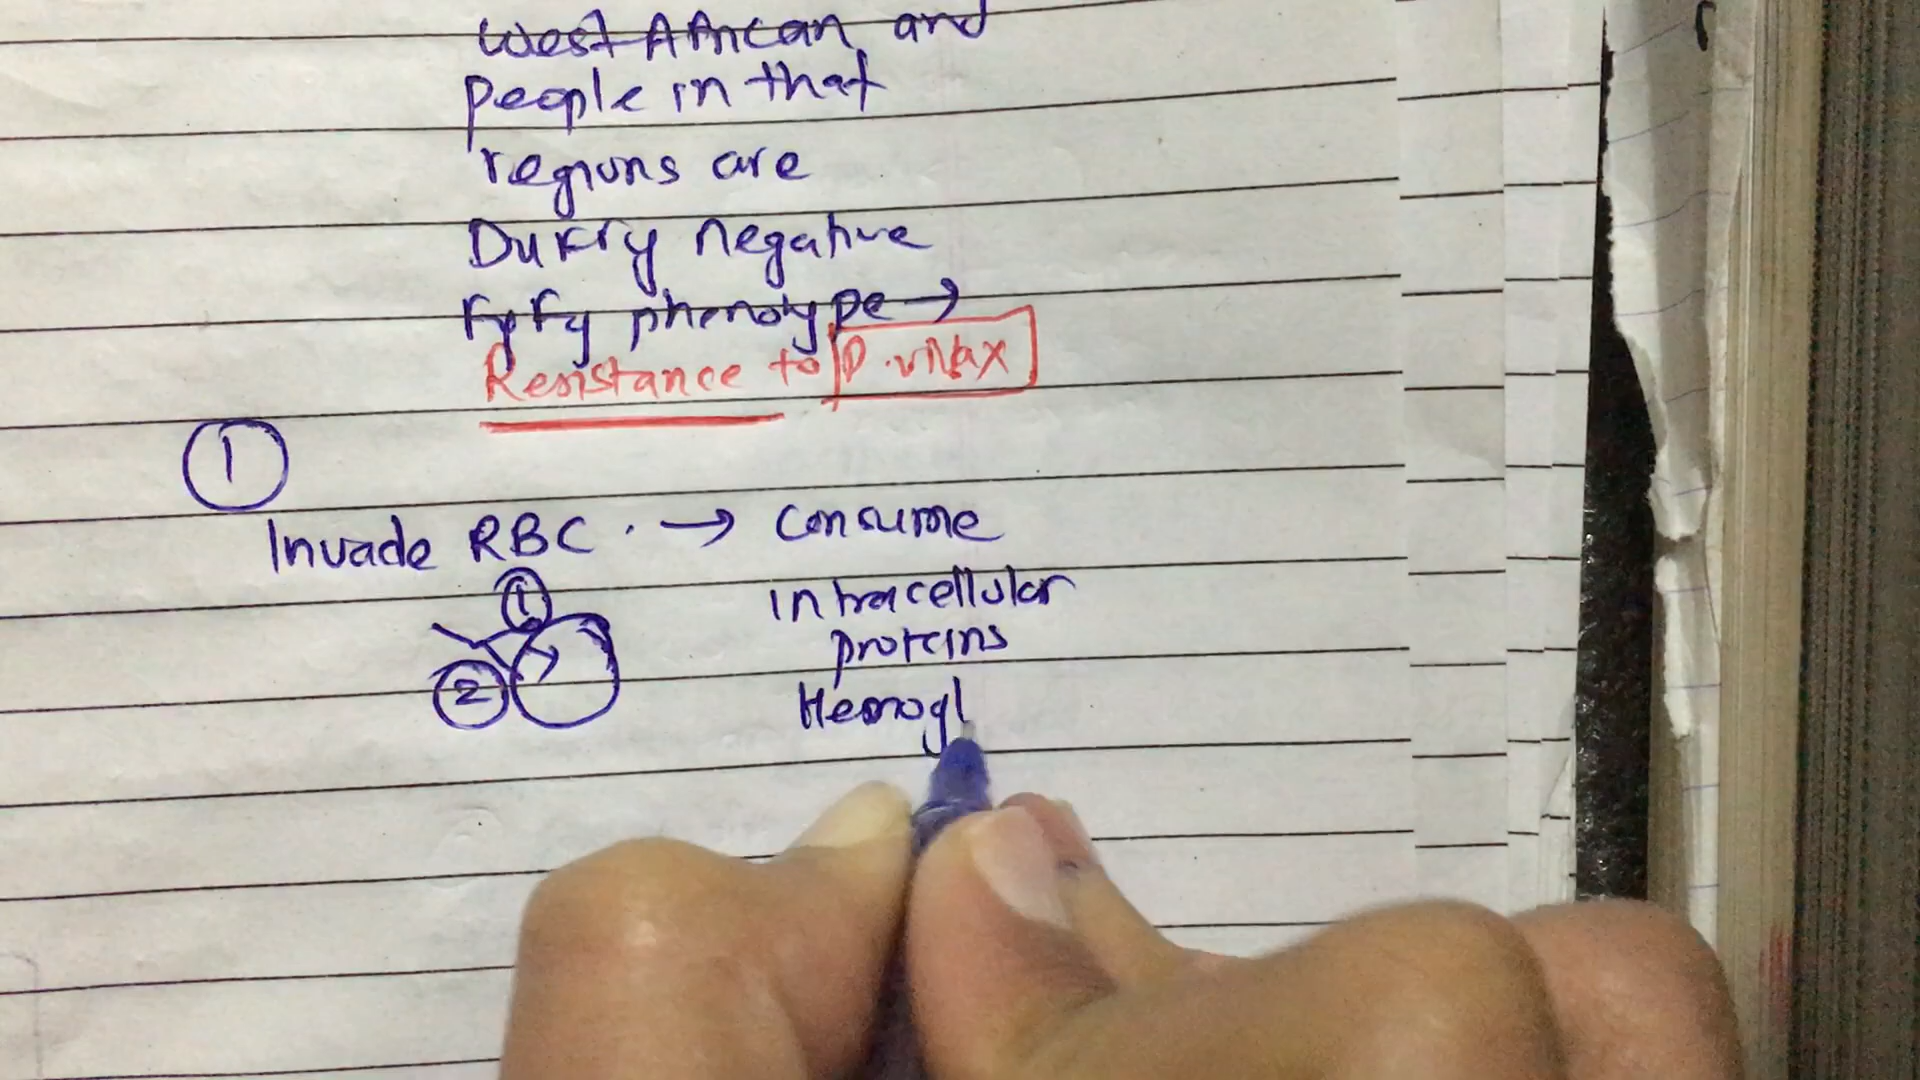 West African and
people in that
regions are
Duffy negative
FyFy phenotype →
Resistance to P.vivax
1
Invade RBC . → Consume
1
intracellular
proteins
2
Hemogl